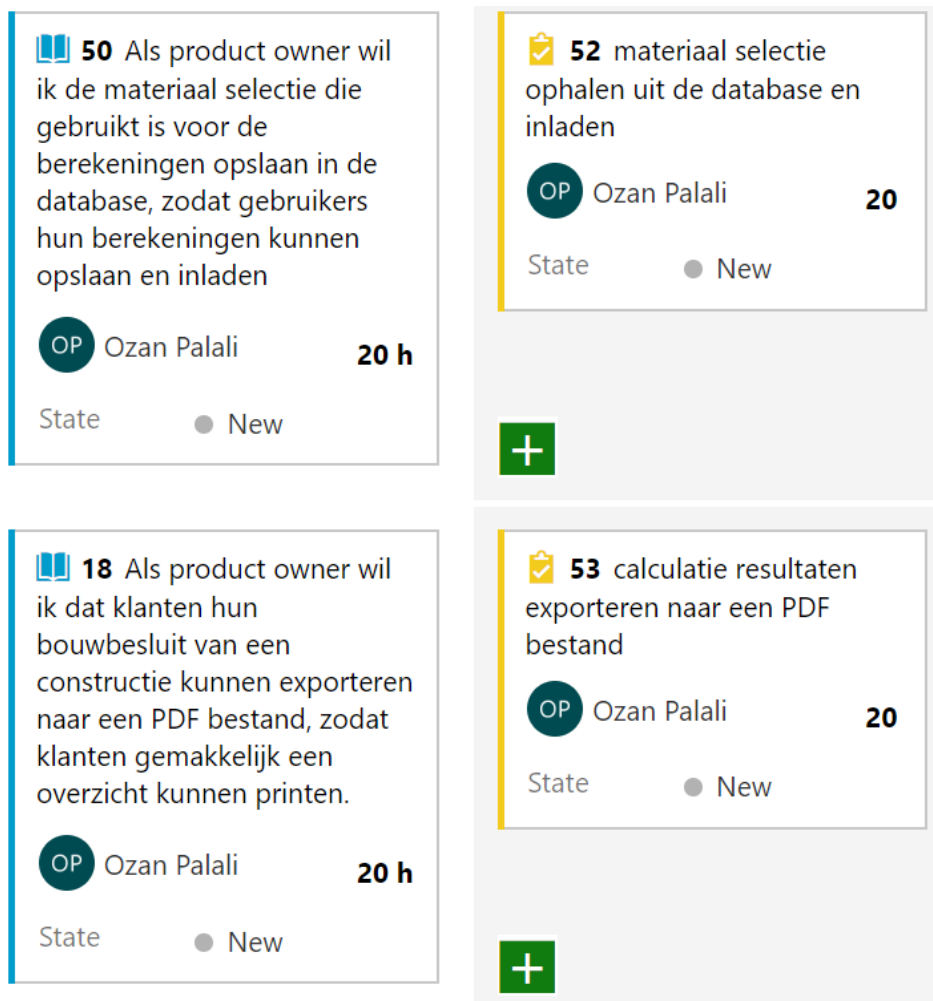 50 Als product owner wil
ik de materiaal selectie die
gebruikt is voor de
berekeningen opslaan in de
database, zodat gebruikers
hun berekeningen kunnen
opslaan en inladen
OP Ozan Palali 20 h
State New
52 materiaal selectie
ophalen uit de database en
inladen
OP Ozan Palali 20
State New
18 Als product owner wil
ik dat klanten hun
bouwbesluit van een
constructie kunnen exporteren
naar een PDF bestand, zodat
klanten gemakkelijk een
overzicht kunnen printen.
OP Ozan Palali 20 h
State New
53 calculatie resultaten
exporteren naar een PDF
bestand
OP Ozan Palali 20
State New